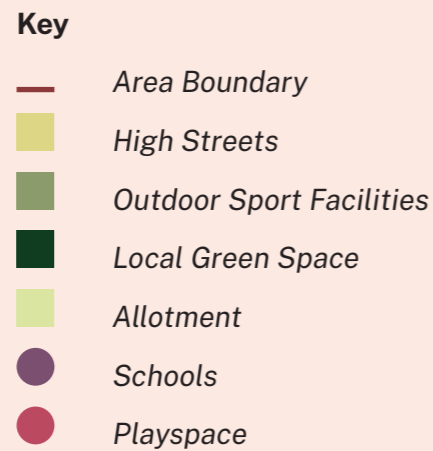 Key
Area Boundary
High Streets
Outdoor Sport Facilities
Local Green Space
Allotment
Schools
Playspace